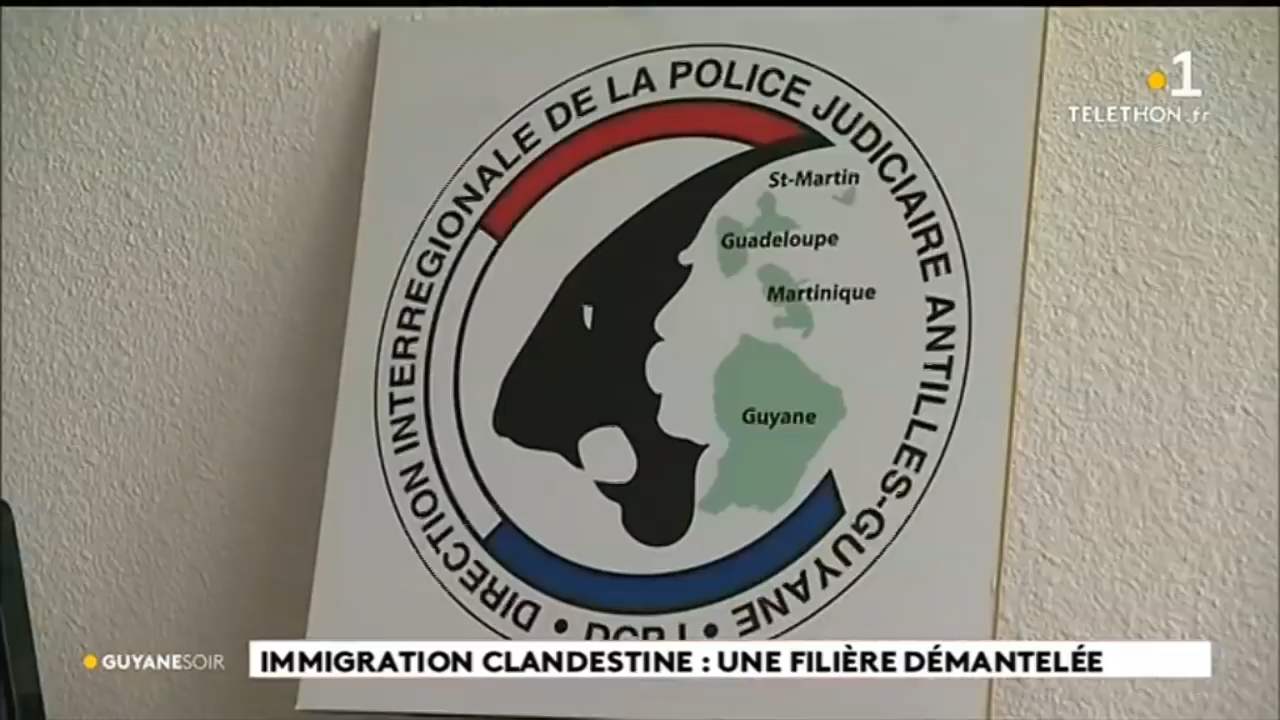 1
TELETHON.fr
DIRECTION INTERREGIONALE DE LA POLICE JUDICIAIRE ANTILLES-GUYANE
St-Martin
Guadeloupe
Martinique
Guyane
GUYANESOIR
IMMIGRATION CLANDESTINE : UNE FILIÈRE DÉMANTELÉE